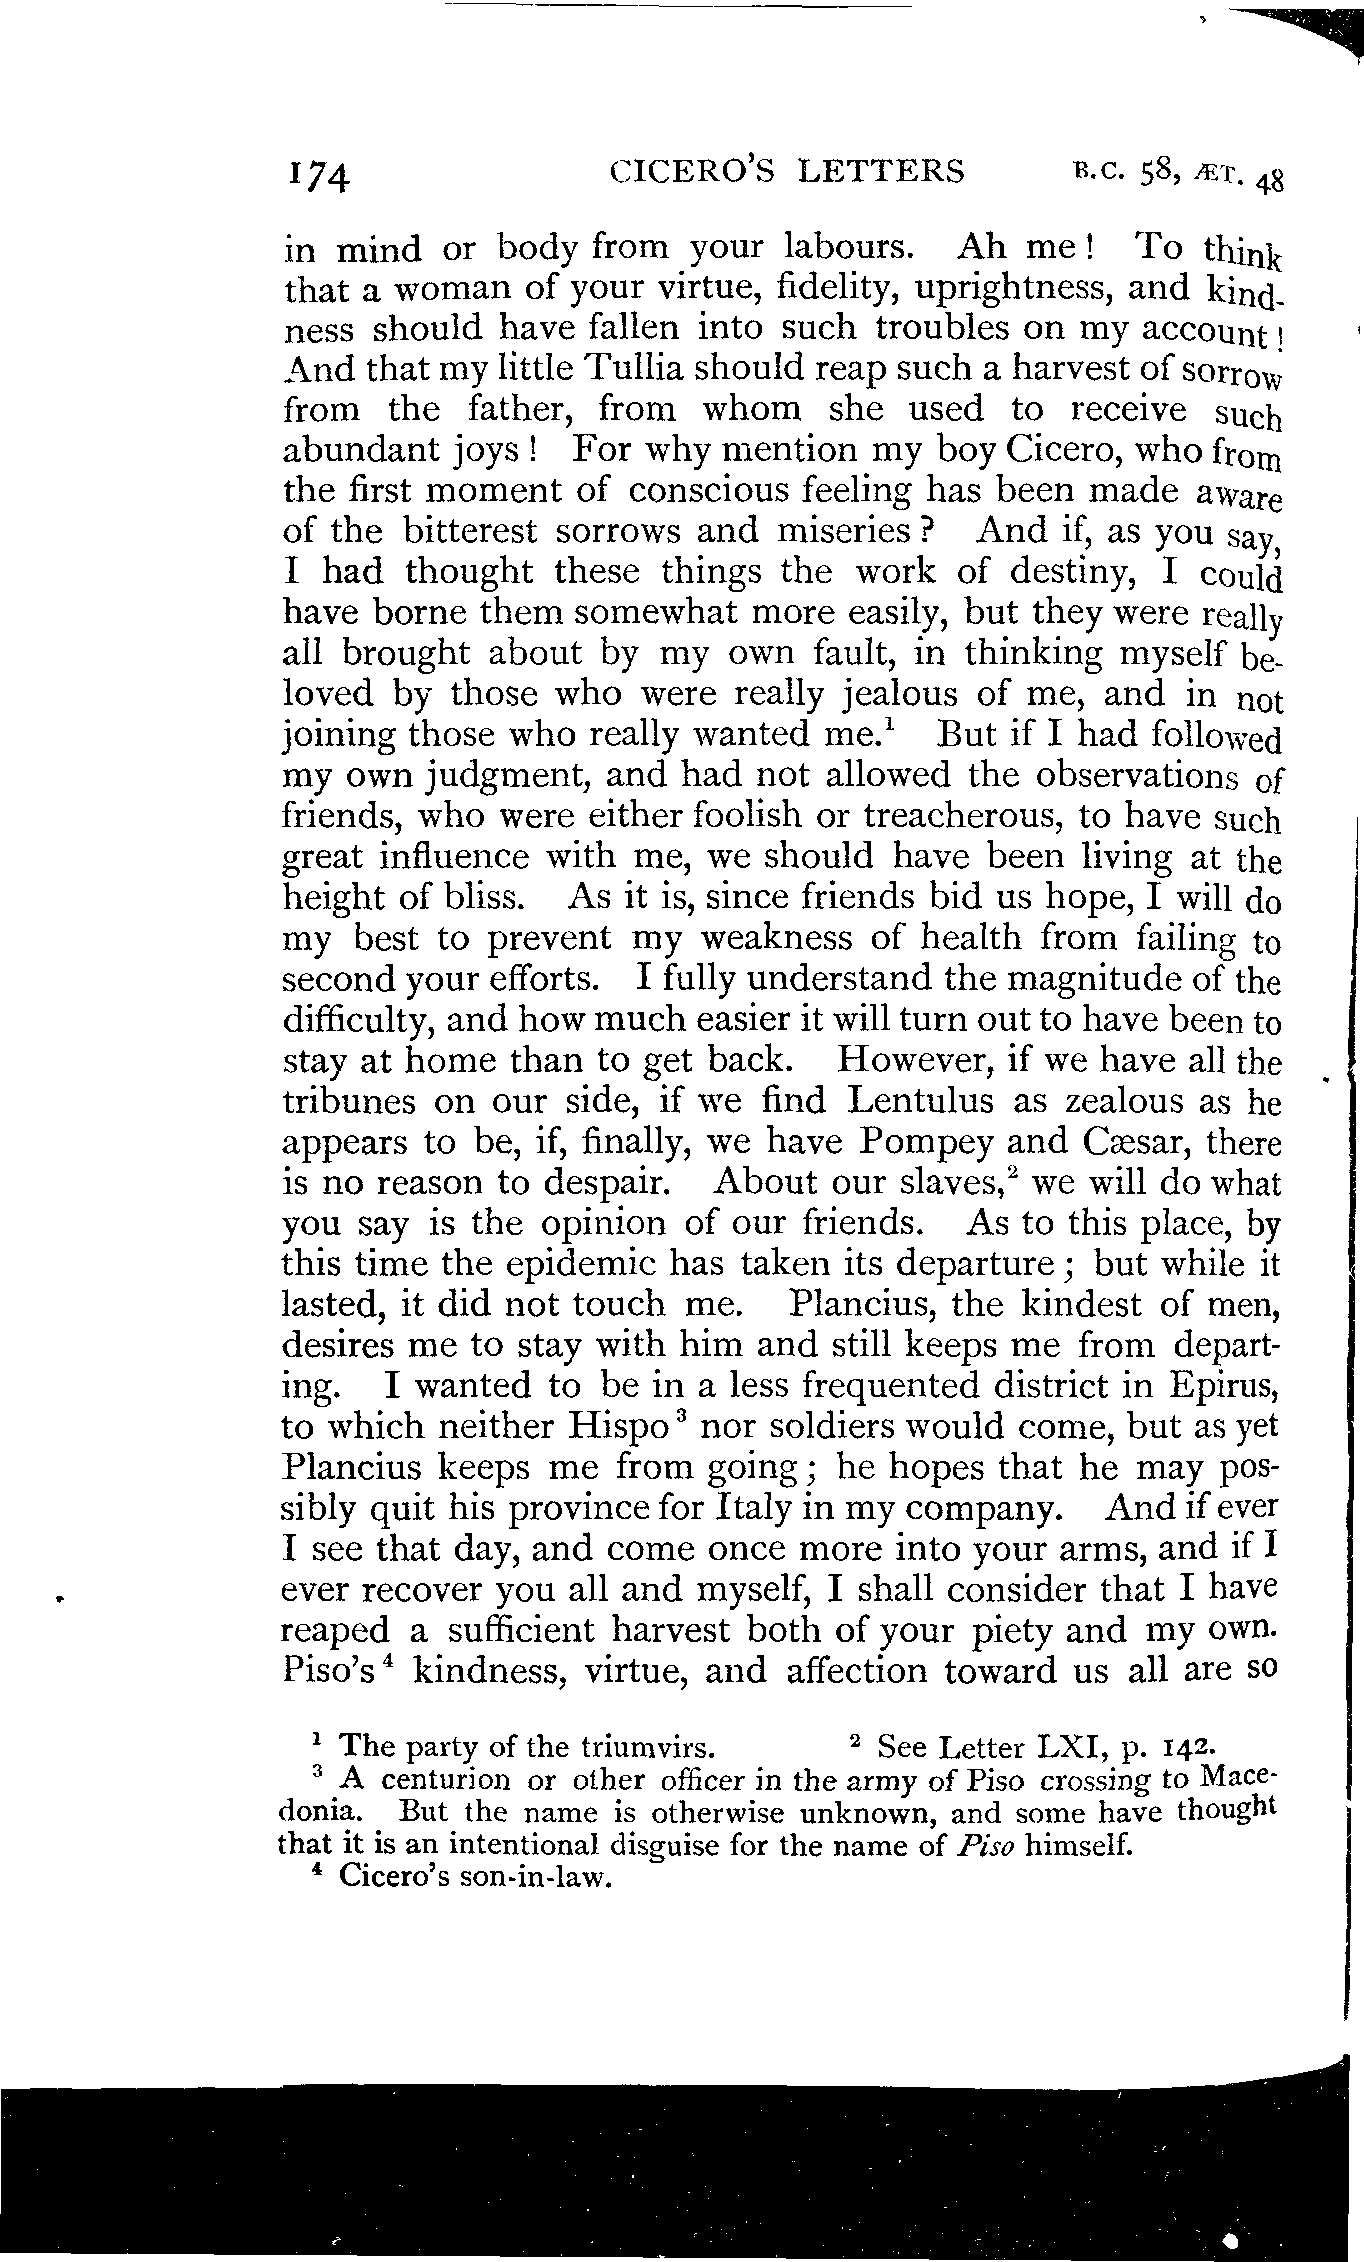 174 CICERO'S LETTERS B.C. 58, ÆT. 48
in mind or body from your labours. Ah me! To think
that a woman of your virtue, fidelity, uprightness, and kind-
ness should have fallen into such troubles on my account!
And that my little Tullia should reap such a harvest of sorrow
from the father, from whom she used to receive such
abundant joys! For why mention my boy Cicero, who from
the first moment of conscious feeling has been made aware
of the bitterest sorrows and miseries? And if, as you say,
I had thought these things the work of destiny, I could
have borne them somewhat more easily, but they were really
all brought about by my own fault, in thinking myself be-
loved by those who were really jealous of me, and in not
joining those who really wanted me.¹ But if I had followed
my own judgment, and had not allowed the observations of
friends, who were either foolish or treacherous, to have such
great influence with me, we should have been living at the
height of bliss. As it is, since friends bid us hope, I will do
my best to prevent my weakness of health from failing to
second your efforts. I fully understand the magnitude of the
difficulty, and how much easier it will turn out to have been to
stay at home than to get back. However, if we have all the
tribunes on our side, if we find Lentulus as zealous as he
appears to be, if, finally, we have Pompey and Cæsar, there
is no reason to despair. About our slaves,² we will do what
you say is the opinion of our friends. As to this place, by
this time the epidemic has taken its departure; but while it
lasted, it did not touch me. Plancius, the kindest of men,
desires me to stay with him and still keeps me from depart-
ing. I wanted to be in a less frequented district in Epirus,
to which neither Hispo³ nor soldiers would come, but as yet
Plancius keeps me from going; he hopes that he may pos-
sibly quit his province for Italy in my company. And if ever
I see that day, and come once more into your arms, and if I
ever recover you all and myself, I shall consider that I have
reaped a sufficient harvest both of your piety and my own.
Piso's⁴ kindness, virtue, and affection toward us all are so
¹ The party of the triumvirs. ² See Letter LXI, p. 142.
³ A centurion or other officer in the army of Piso crossing to Mace-
donia. But the name is otherwise unknown, and some have thought
that it is an intentional disguise for the name of Piso himself.
⁴ Cicero's son-in-law.